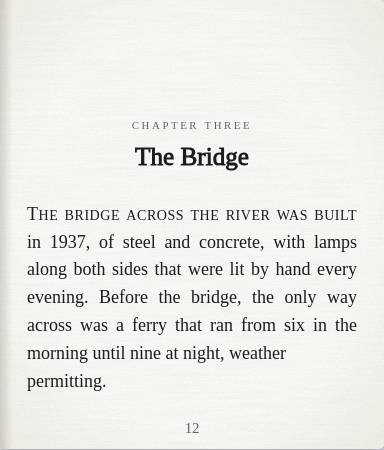 CHAPTER THREE
The Bridge
THE BRIDGE ACROSS THE RIVER WAS BUILT
in 1937, of steel and concrete, with lamps
along both sides that were lit by hand every
evening. Before the bridge, the only way
across was a ferry that ran from six in the
morning until nine at night, weather
permitting.
12